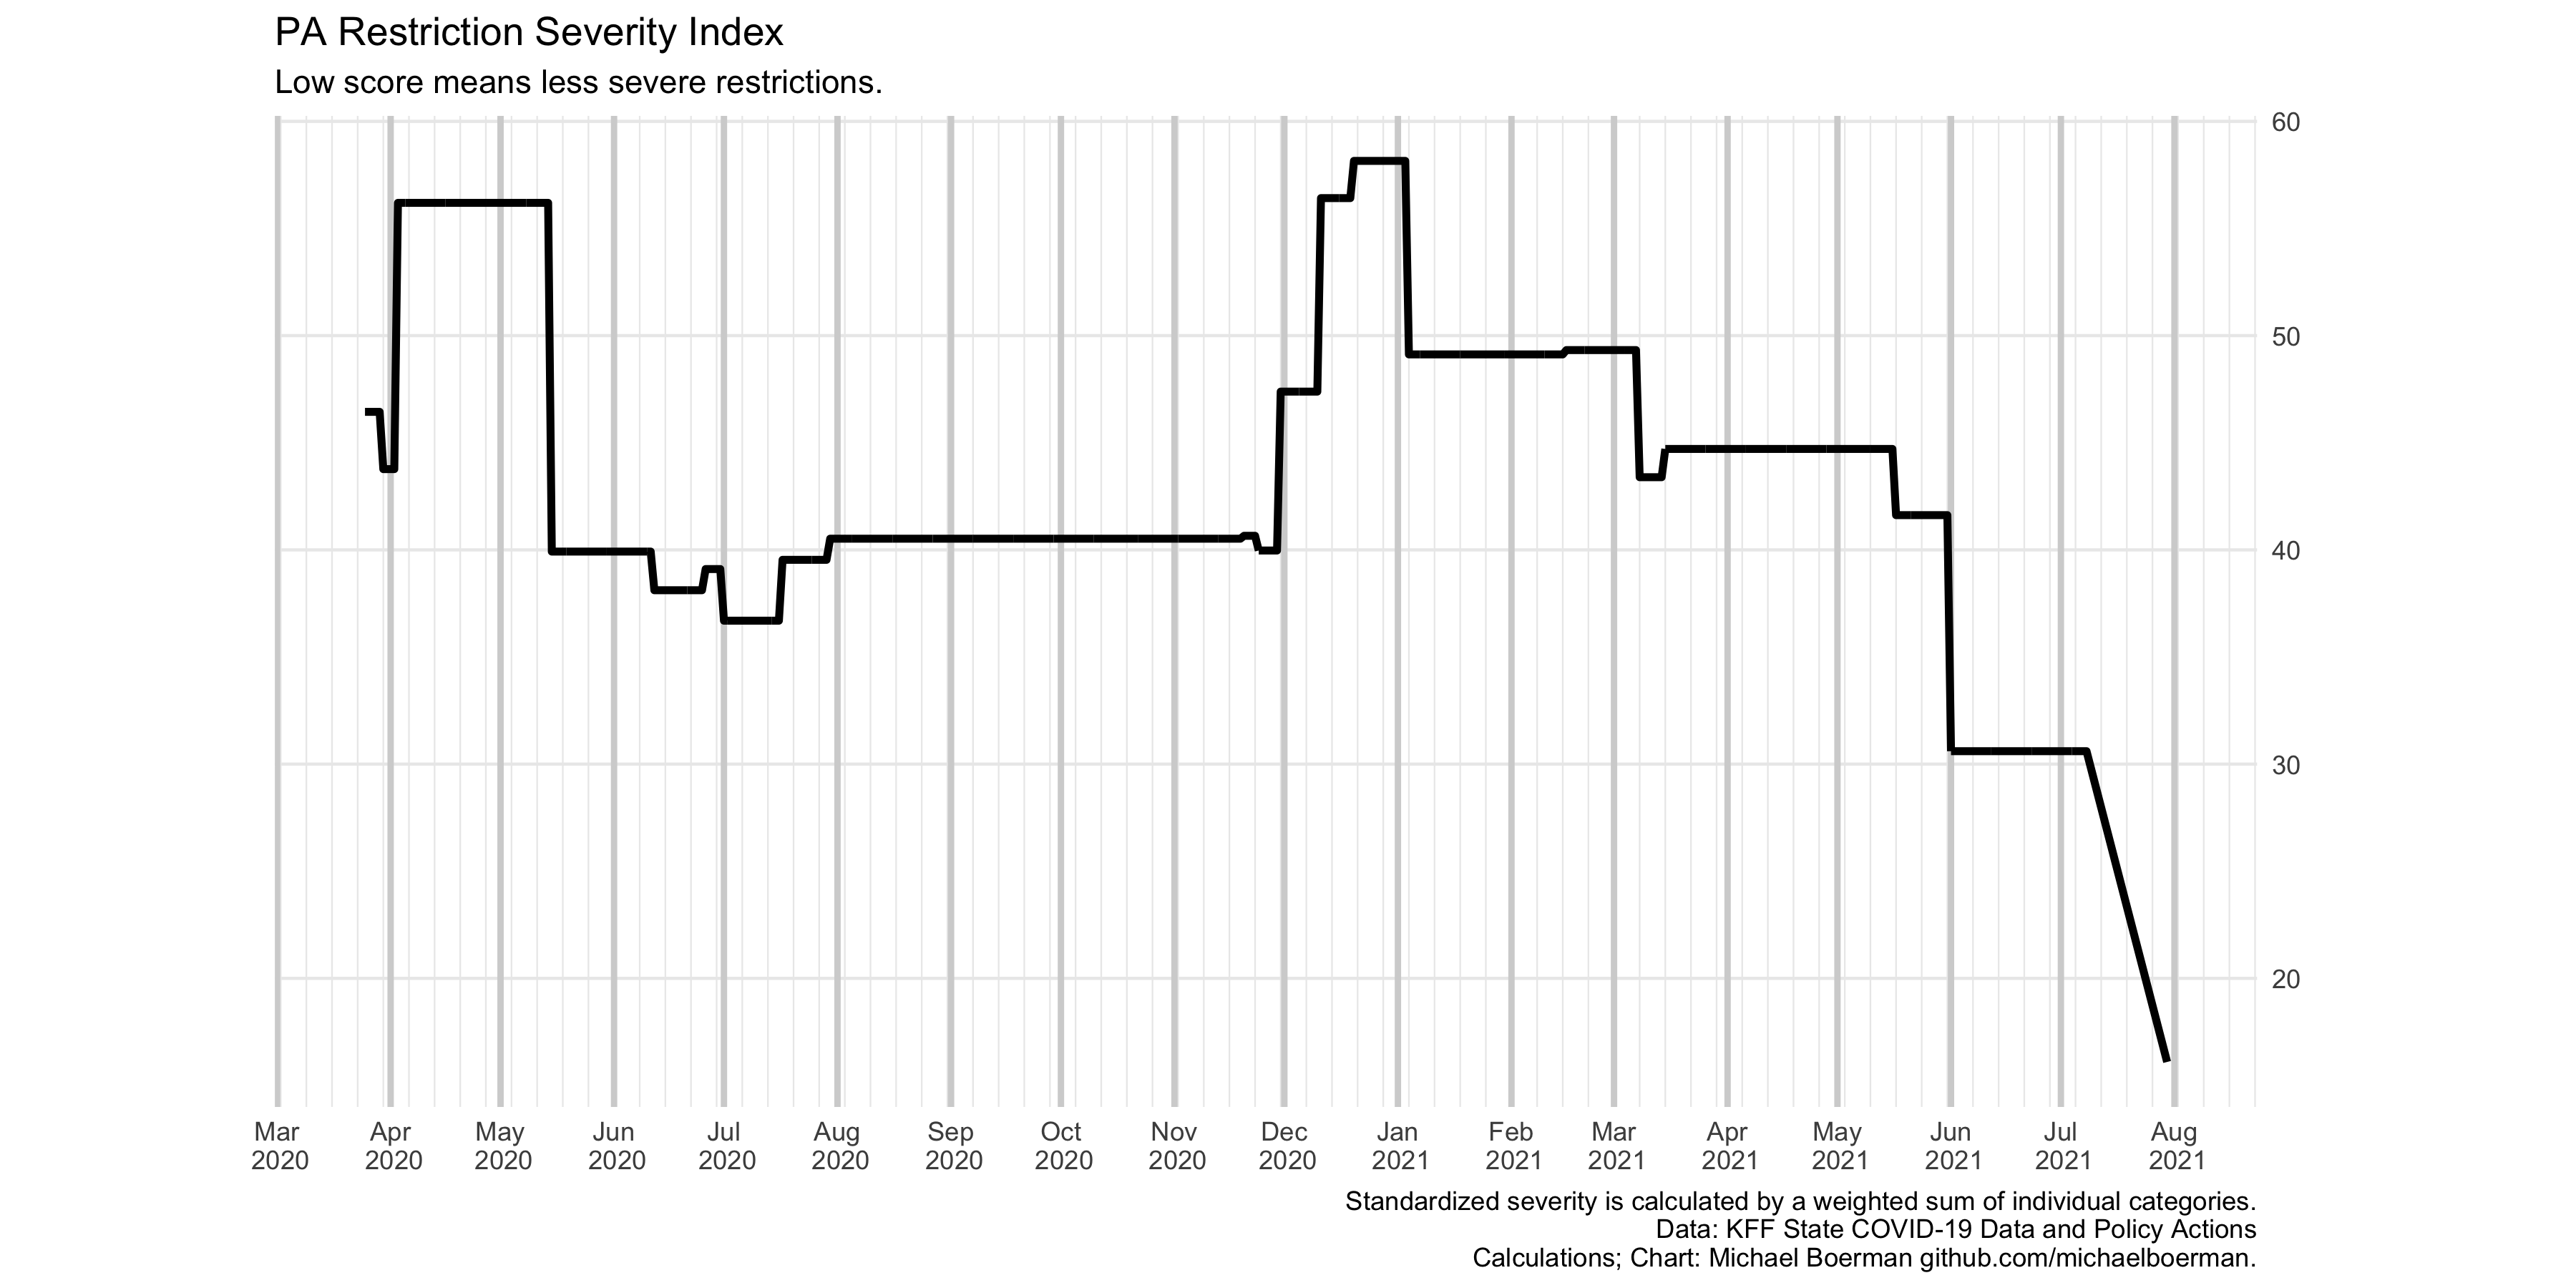 PA Restriction Severity Index
Low score means less severe restrictions.
60
50
40
30
20
Mar Apr May Jun Jul Aug Sep Oct Nov Dec Jan Feb Mar Apr May Jun Jul Aug
2020 2020 2020 2020 2020 2020 2020 2020 2020 2020 2021 2021 2021 2021 2021 2021 2021 2021
Standardized severity is calculated by a weighted sum of individual categories.
Data: KFF State COVID-19 Data and Policy Actions
Calculations; Chart: Michael Boerman github.com/michaelboerman.